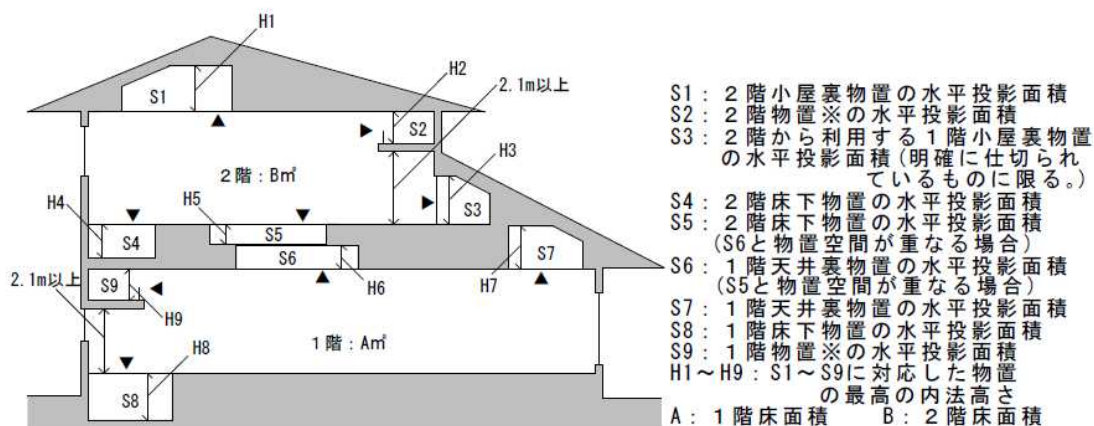 H1
H2
2.1m以上
S1
S2
H3
2階:B㎡
S3
H4
H5
S4
S5
S6
S7
2.1m以上
S9
H9
H6
H7
1階:A㎡
H8
S8
S1:2階小屋裏物置の水平投影面積
S2:2階物置※の水平投影面積
S3:2階から利用する1階小屋裏物置
の水平投影面積(明確に仕切られ
ているものに限る。)
S4:2階床下物置の水平投影面積
S5:2階床下物置の水平投影面積
(S6と物置空間が重なる場合)
S6:1階天井裏物置の水平投影面積
(S5と物置空間が重なる場合)
S7:1階天井裏物置の水平投影面積
S8:1階床下物置の水平投影面積
S9:1階物置※の水平投影面積
H1~H9:S1~S9に対応した物置
の最高の内法高さ
A:1階床面積 B:2階床面積